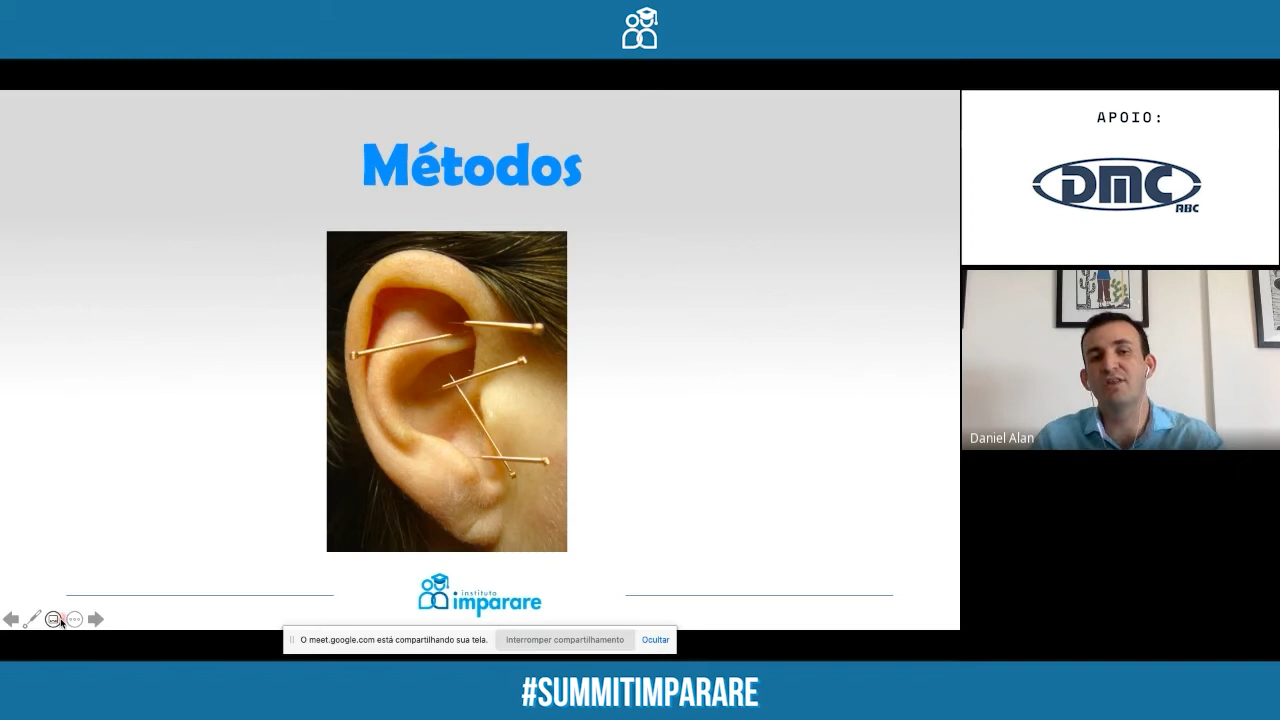 Métodos
APOIO:
DMC
ABC
Daniel Alan
instituto
imparare
O meet.google.com está compartilhando sua tela.
Interromper compartilhamento
Ocultar
#SUMMITIMPARARE